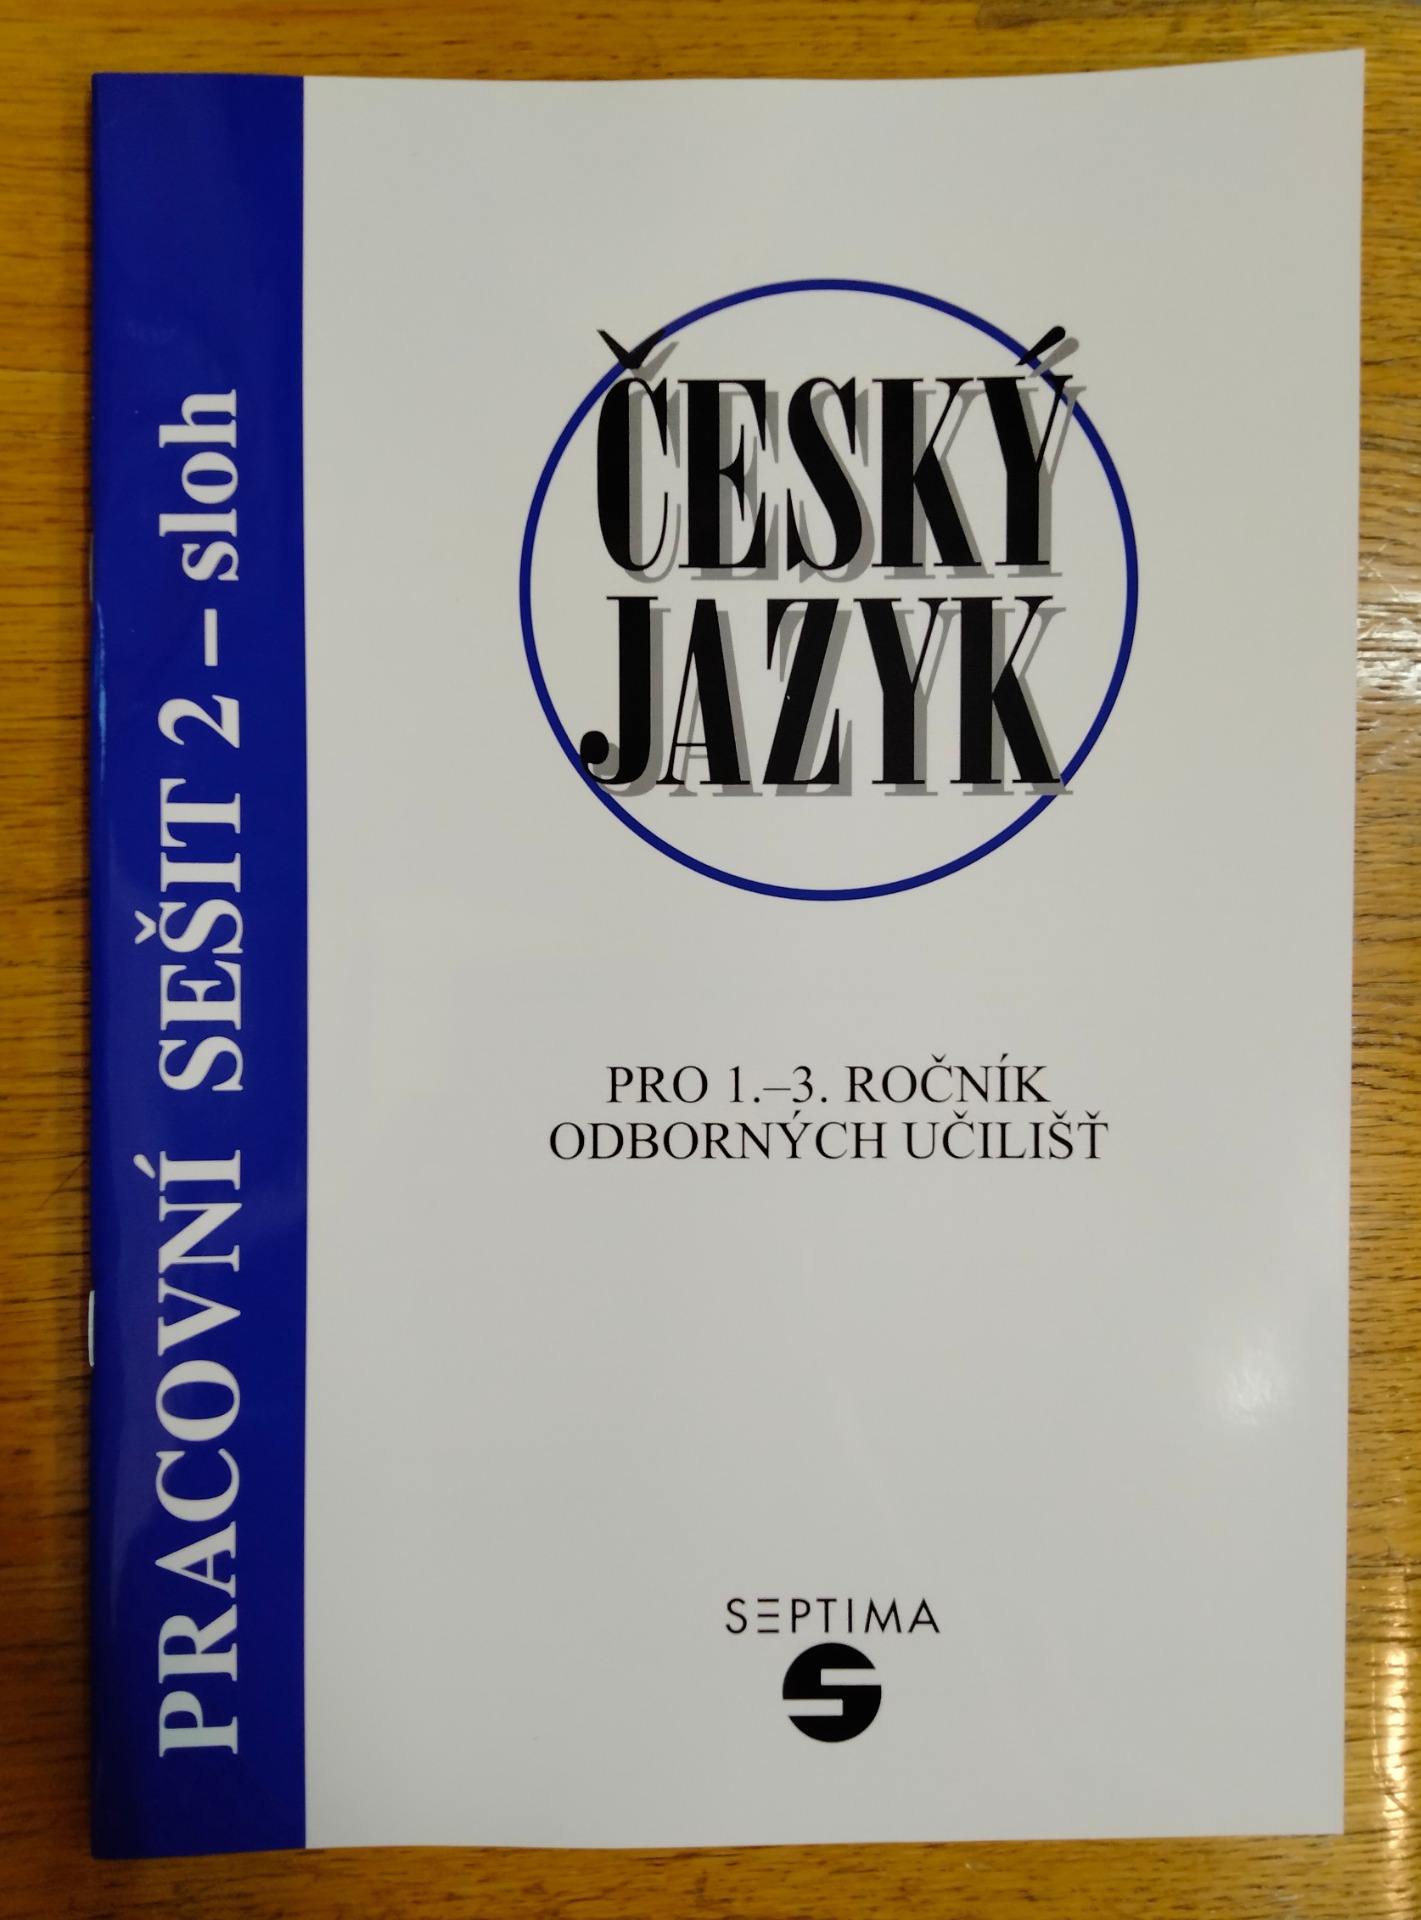 PRACOVNÍ SEŠIT 2 – sloh
ČESKÝ
JAZYK
PRO 1.–3. ROČNÍK
ODBORNÝCH UČILIŠŤ
SEPTIMA